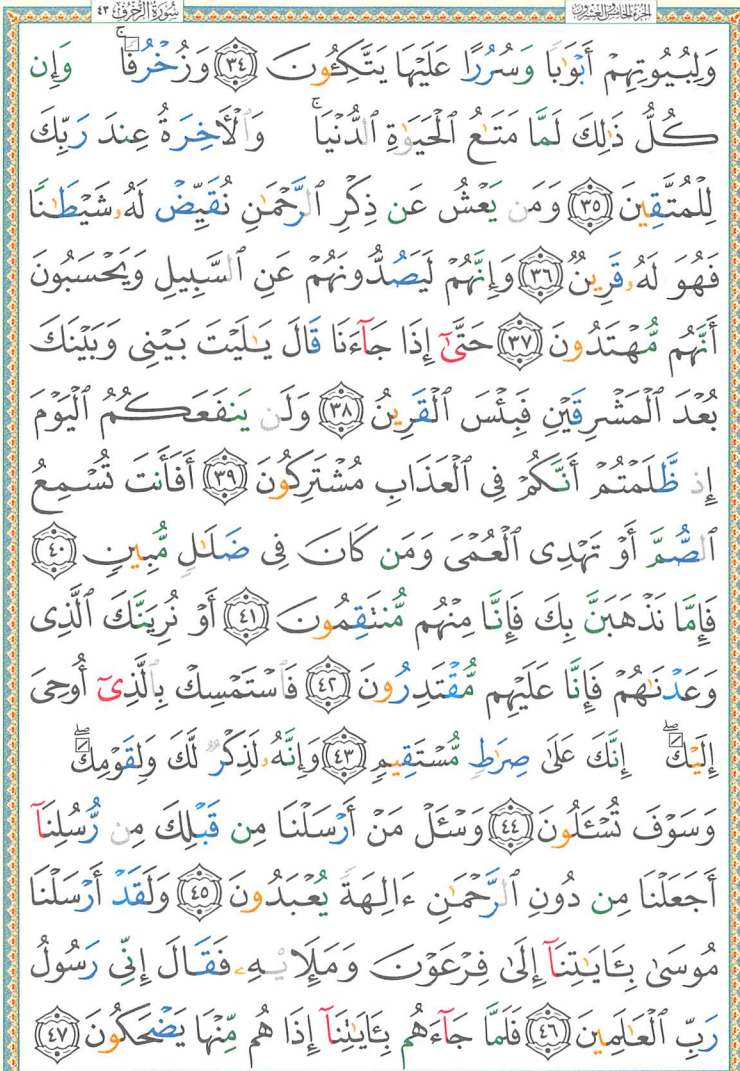 الجزء الخامس والعشرون سورة الزخرف ٤٣
وَلِبُيُوتِهِمْ أَبْوَٰبًا وَسُرُرًا عَلَيْهَا يَتَّكِـُٔونَ ٣٤ وَزُخْرُفًا ۚ وَإِن
كُلُّ ذَٰلِكَ لَمَّا مَتَـٰعُ ٱلْحَيَوٰةِ ٱلدُّنْيَا ۚ وَٱلْـَٔاخِرَةُ عِندَ رَبِّكَ
لِلْمُتَّقِينَ ٣٥ وَمَن يَعْشُ عَن ذِكْرِ ٱلرَّحْمَـٰنِ نُقَيِّضْ لَهُۥ شَيْطَـٰنًا
فَهُوَ لَهُۥ قَرِينٌ ٣٦ وَإِنَّهُمْ لَيَصُدُّونَهُمْ عَنِ ٱلسَّبِيلِ وَيَحْسَبُونَ
أَنَّهُم مُّهْتَدُونَ ٣٧ حَتَّىٰٓ إِذَا جَآءَنَا قَالَ يَـٰلَيْتَ بَيْنِى وَبَيْنَكَ
بُعْدَ ٱلْمَشْرِقَيْنِ فَبِئْسَ ٱلْقَرِينُ ٣٨ وَلَن يَنفَعَكُمُ ٱلْيَوْمَ
إِذ ظَّلَمْتُمْ أَنَّكُمْ فِى ٱلْعَذَابِ مُشْتَرِكُونَ ٣٩ أَفَأَنتَ تُسْمِعُ
ٱلصُّمَّ أَوْ تَهْدِى ٱلْعُمْىَ وَمَن كَانَ فِى ضَلَـٰلٍ مُّبِينٍ ٤٠
فَإِمَّا نَذْهَبَنَّ بِكَ فَإِنَّا مِنْهُم مُّنتَقِمُونَ ٤١ أَوْ نُرِيَنَّكَ ٱلَّذِى
وَعَدْنَـٰهُمْ فَإِنَّا عَلَيْهِم مُّقْتَدِرُونَ ٤٢ فَٱسْتَمْسِكْ بِٱلَّذِىٓ أُوحِىَ
إِلَيْكَ ۖ إِنَّكَ عَلَىٰ صِرَٰطٍ مُّسْتَقِيمٍ ٤٣ وَإِنَّهُۥ لَذِكْرٌ لَّكَ وَلِقَوْمِكَ ۖ
وَسَوْفَ تُسْـَٔلُونَ ٤٤ وَسْـَٔلْ مَنْ أَرْسَلْنَا مِن قَبْلِكَ مِن رُّسُلِنَآ
أَجَعَلْنَا مِن دُونِ ٱلرَّحْمَـٰنِ ءَالِهَةً يُعْبَدُونَ ٤٥ وَلَقَدْ أَرْسَلْنَا
مُوسَىٰ بِـَٔايَـٰتِنَآ إِلَىٰ فِرْعَوْنَ وَمَلَإِي۟هِۦ فَقَالَ إِنِّى رَسُولُ
رَبِّ ٱلْعَـٰلَمِينَ ٤٦ فَلَمَّا جَآءَهُم بِـَٔايَـٰتِنَآ إِذَا هُم مِّنْهَا يَضْحَكُونَ ٤٧